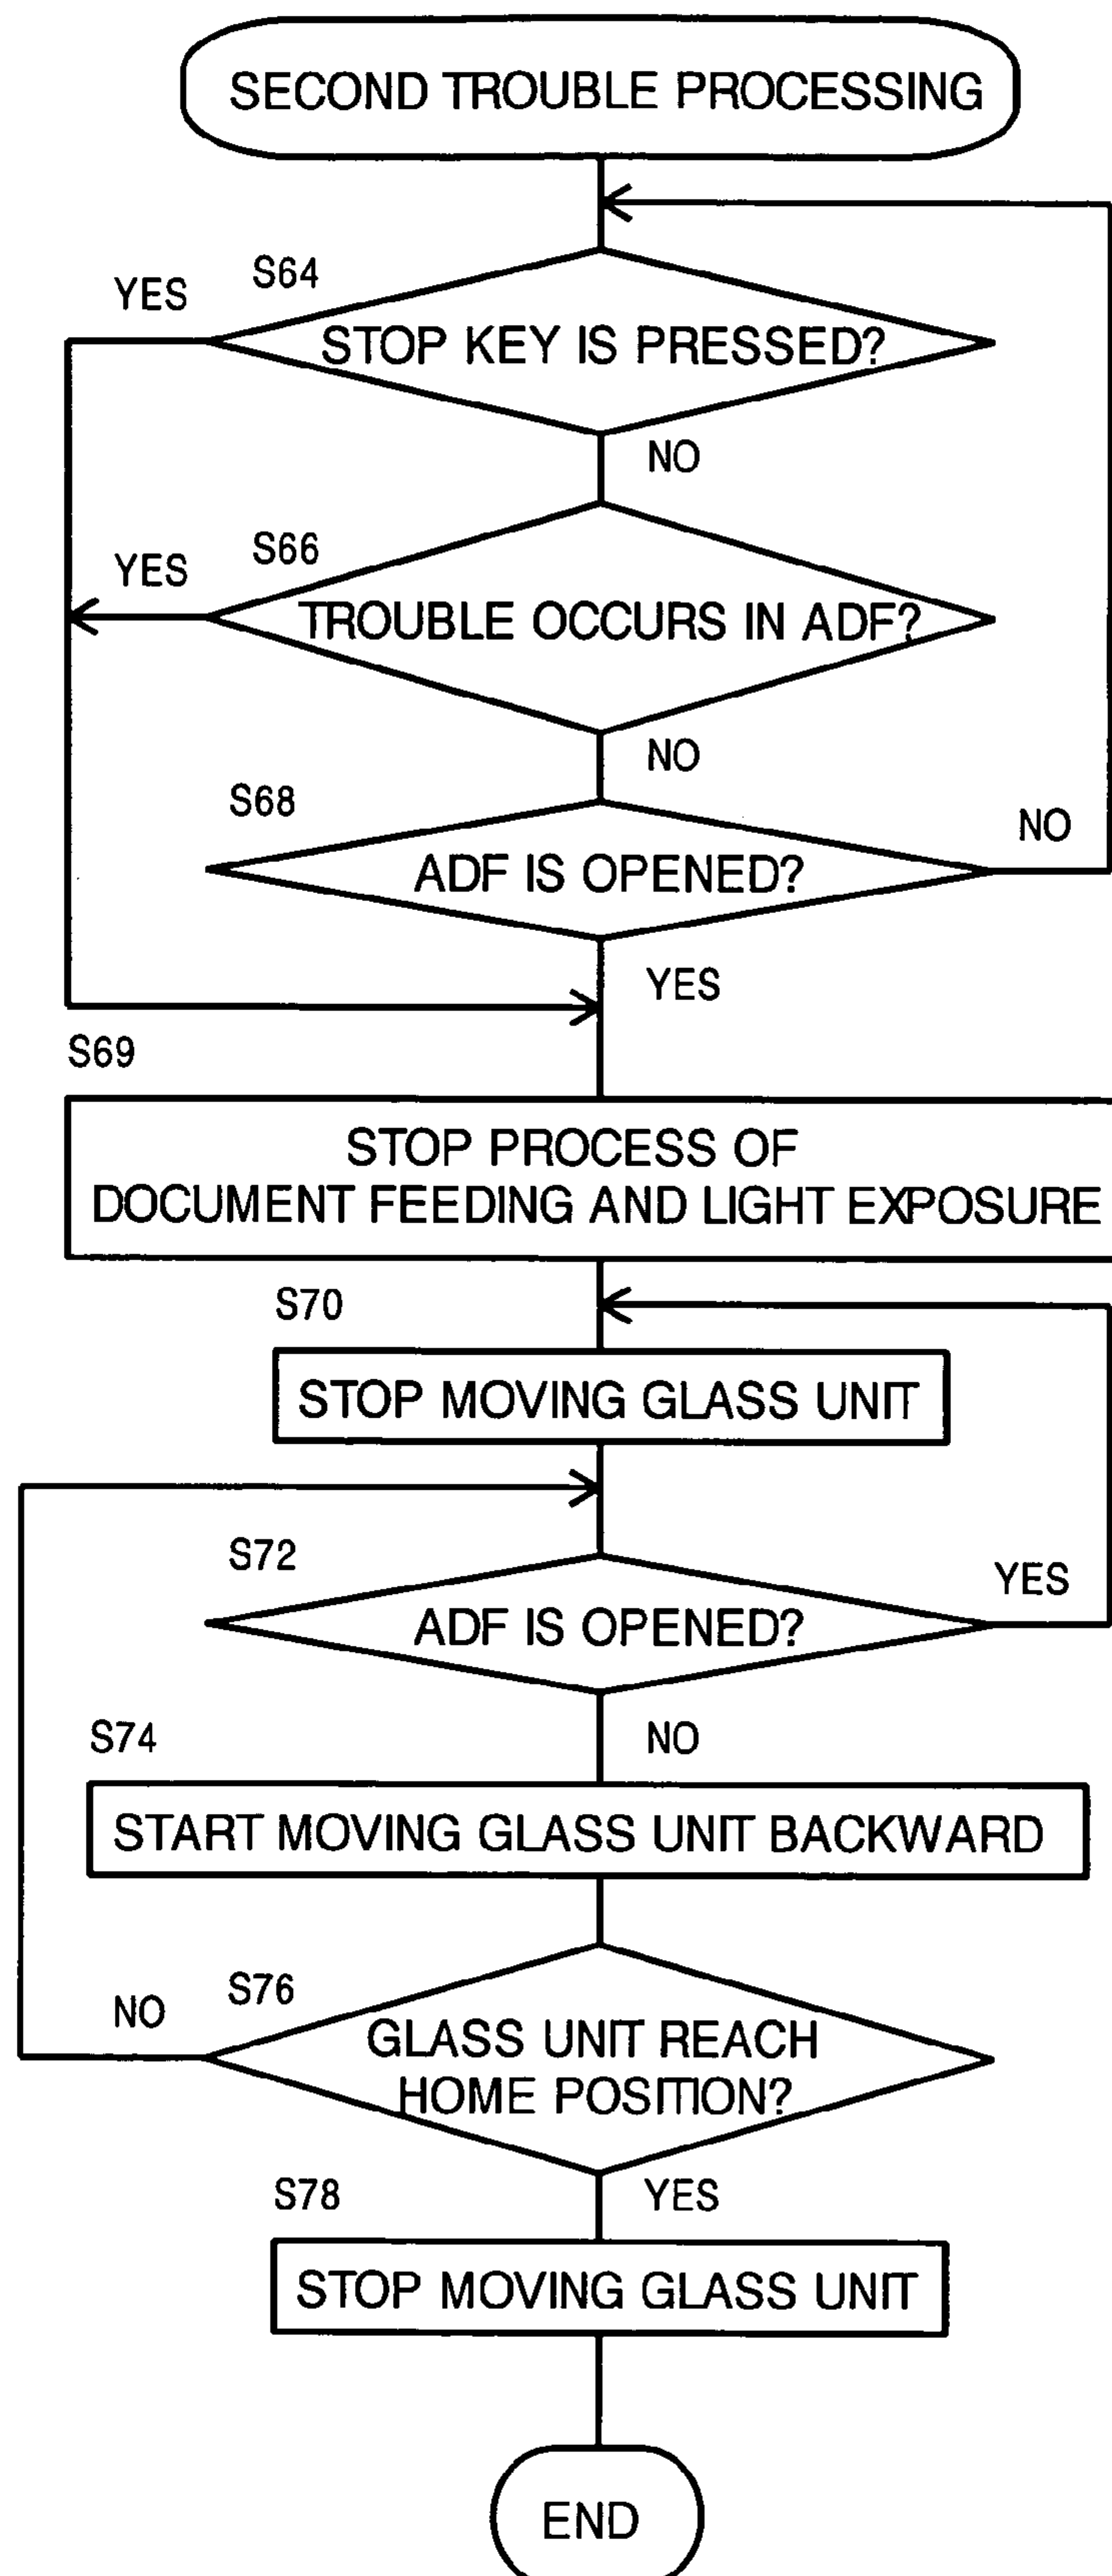 SECOND TROUBLE PROCESSING
S64
YES
STOP KEY IS PRESSED?
NO
S66
YES
TROUBLE OCCURS IN ADF?
NO
S68
NO
ADF IS OPENED?
YES
S69
STOP PROCESS OF
DOCUMENT FEEDING AND LIGHT EXPOSURE
S70
STOP MOVING GLASS UNIT
S72
YES
ADF IS OPENED?
NO
S74
START MOVING GLASS UNIT BACKWARD
S76
NO
GLASS UNIT REACH
HOME POSITION?
YES
S78
STOP MOVING GLASS UNIT
END